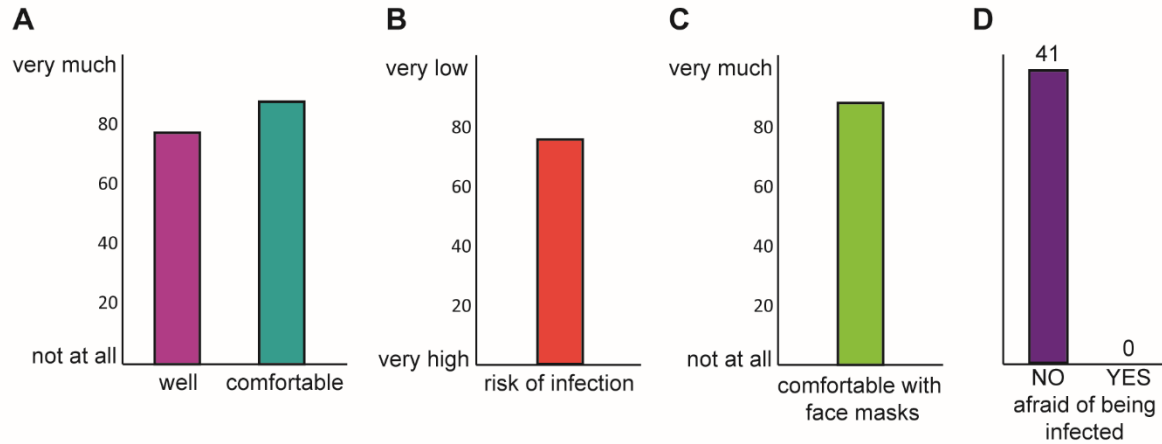 A
very much
80
60
40
20
not at all
well
comfortable
B
very low
80
60
40
20
very high
risk of infection
C
very much
80
60
40
20
not at all
comfortable with
face masks
D
41
0
NO
YES
afraid of being
infected